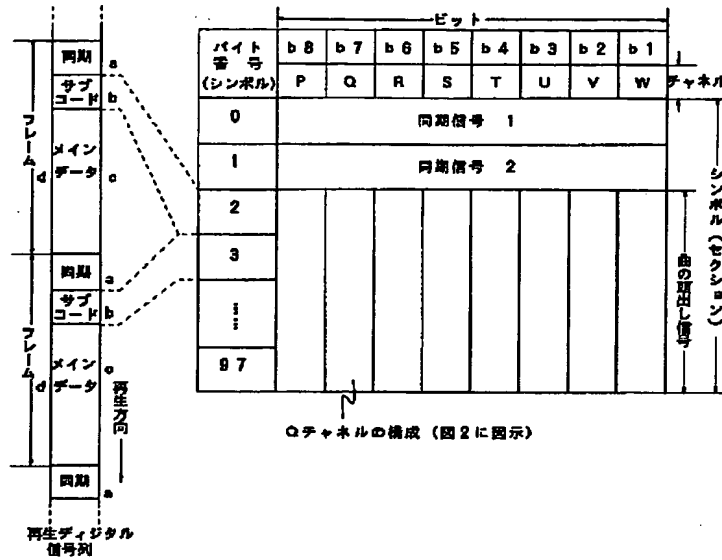 同期
a
サブ
コード
b
メイン
データ
c
フレーム
d
同期
a
サブ
コード
b
メイン
データ
c
フレーム
d
再生方向
同期
a
再生ディジタル
信号列
ビット
バイト
番号
(シンボル)
b8 b7 b6 b5 b4 b3 b2 b1
P Q R S T U V W チャネル
0 同期信号 1
1 同期信号 2
2
3
⋮
97
曲の頭出し信号
シンボル(セクション)
Qチャネルの構成 (図2に図示)